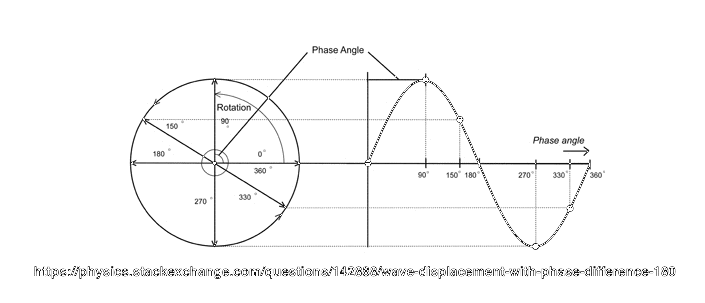 Phase Angle
Rotation
90°
150°
180°
0°
360°
270°
330°
Phase angle
90° 150° 180° 270° 330° 360°
https://physics.stackexchange.com/questions/142888/wave-displacement-with-phase-difference-180